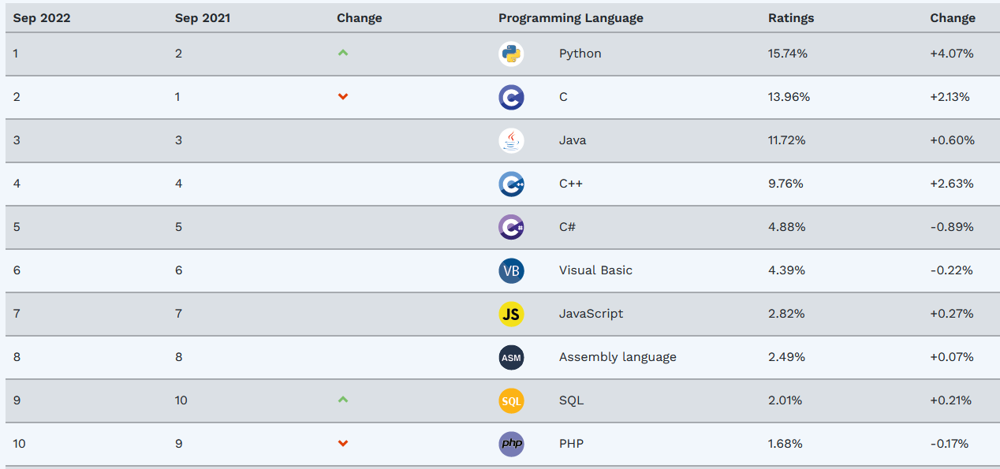 Sep 2022 Sep 2021 Change Programming Language Ratings Change
1 2 Python 15.74% +4.07%
2 1 C C 13.96% +2.13%
3 3 Java 11.72% +0.60%
4 4 C++ C++ 9.76% +2.63%
5 5 C# C# 4.88% -0.89%
6 6 VB Visual Basic 4.39% -0.22%
7 7 JS JavaScript 2.82% +0.27%
8 8 ASM Assembly language 2.49% +0.07%
9 10 SQL SQL 2.01% +0.21%
10 9 php PHP 1.68% -0.17%